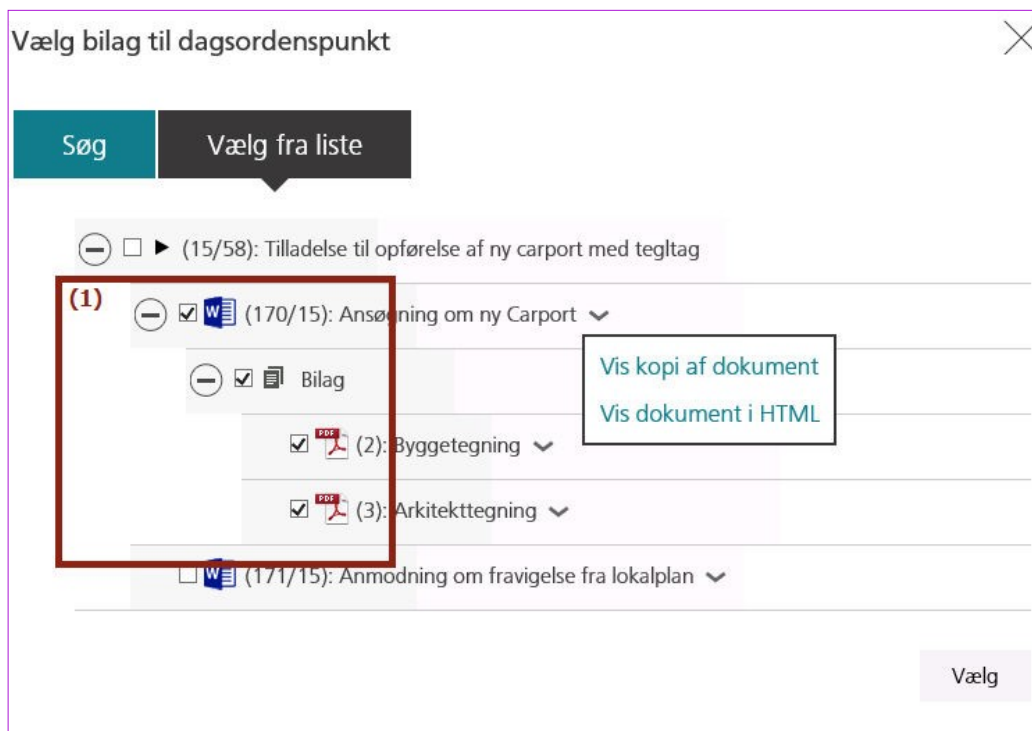 Vælg bilag til dagsordenspunkt
Søg
Vælg fra liste
(15/58): Tilladelse til opførelse af ny carport med tegltag
(1)
(170/15): Ansøgning om ny Carport
Vis kopi af dokument
Vis dokument i HTML
Bilag
PDF (2): Byggetegning
PDF (3): Arkitekttegning
W (171/15): Anmodning om fravigelse fra lokalplan
Vælg